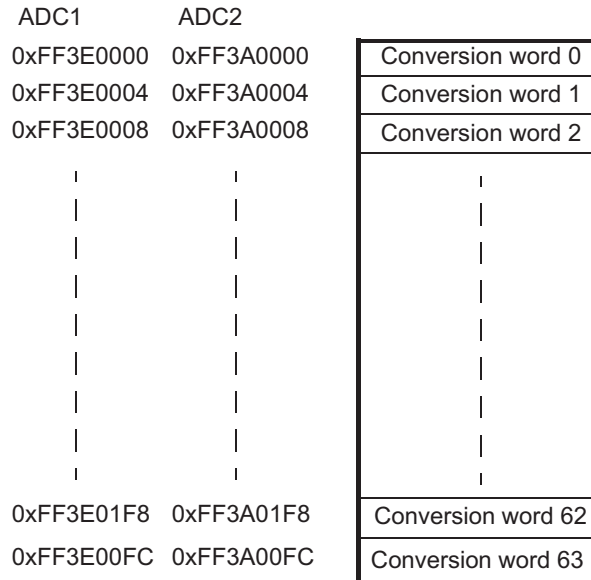 ADC1 ADC2
0xFF3E0000 0xFF3A0000 Conversion word 0
0xFF3E0004 0xFF3A0004 Conversion word 1
0xFF3E0008 0xFF3A0008 Conversion word 2
0xFF3E01F8 0xFF3A01F8 Conversion word 62
0xFF3E00FC 0xFF3A00FC Conversion word 63